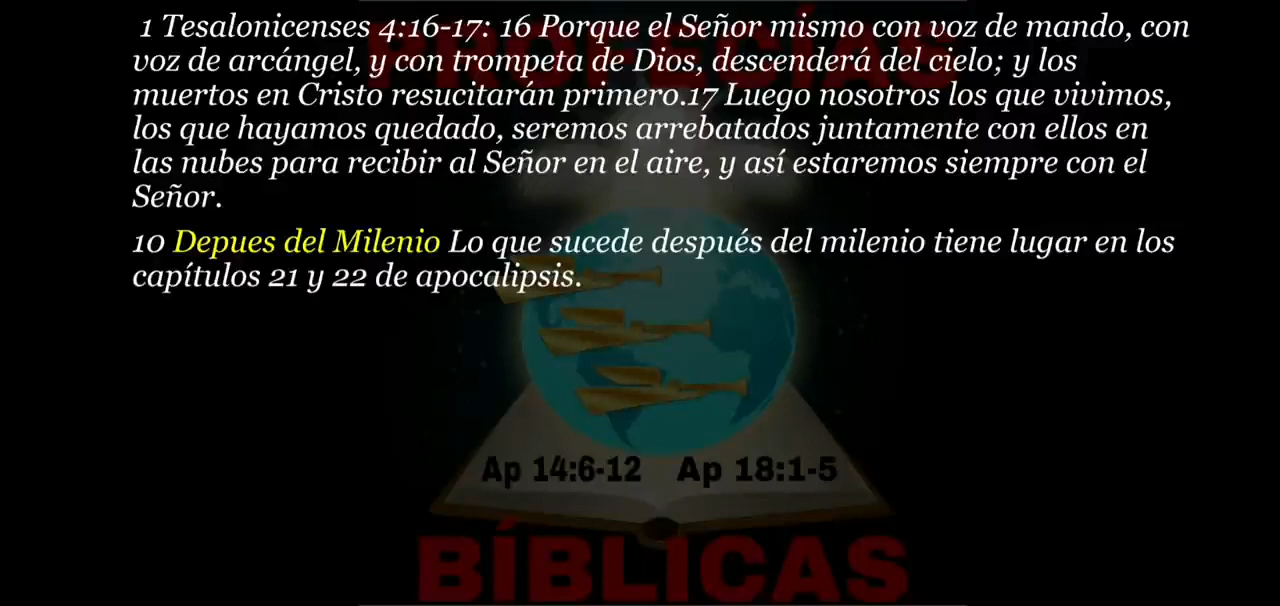 PROFECÍAS
1 Tesalonicenses 4:16-17: 16 Porque el Señor mismo con voz de mando, con
voz de arcángel, y con trompeta de Dios, descenderá del cielo; y los
muertos en Cristo resucitarán primero.17 Luego nosotros los que vivimos,
los que hayamos quedado, seremos arrebatados juntamente con ellos en
las nubes para recibir al Señor en el aire, y así estaremos siempre con el
Señor.
10 Depues del Milenio Lo que sucede después del milenio tiene lugar en los
capítulos 21 y 22 de apocalipsis.
Ap 14:6-12 Ap 18:1-5
BÍBLICAS